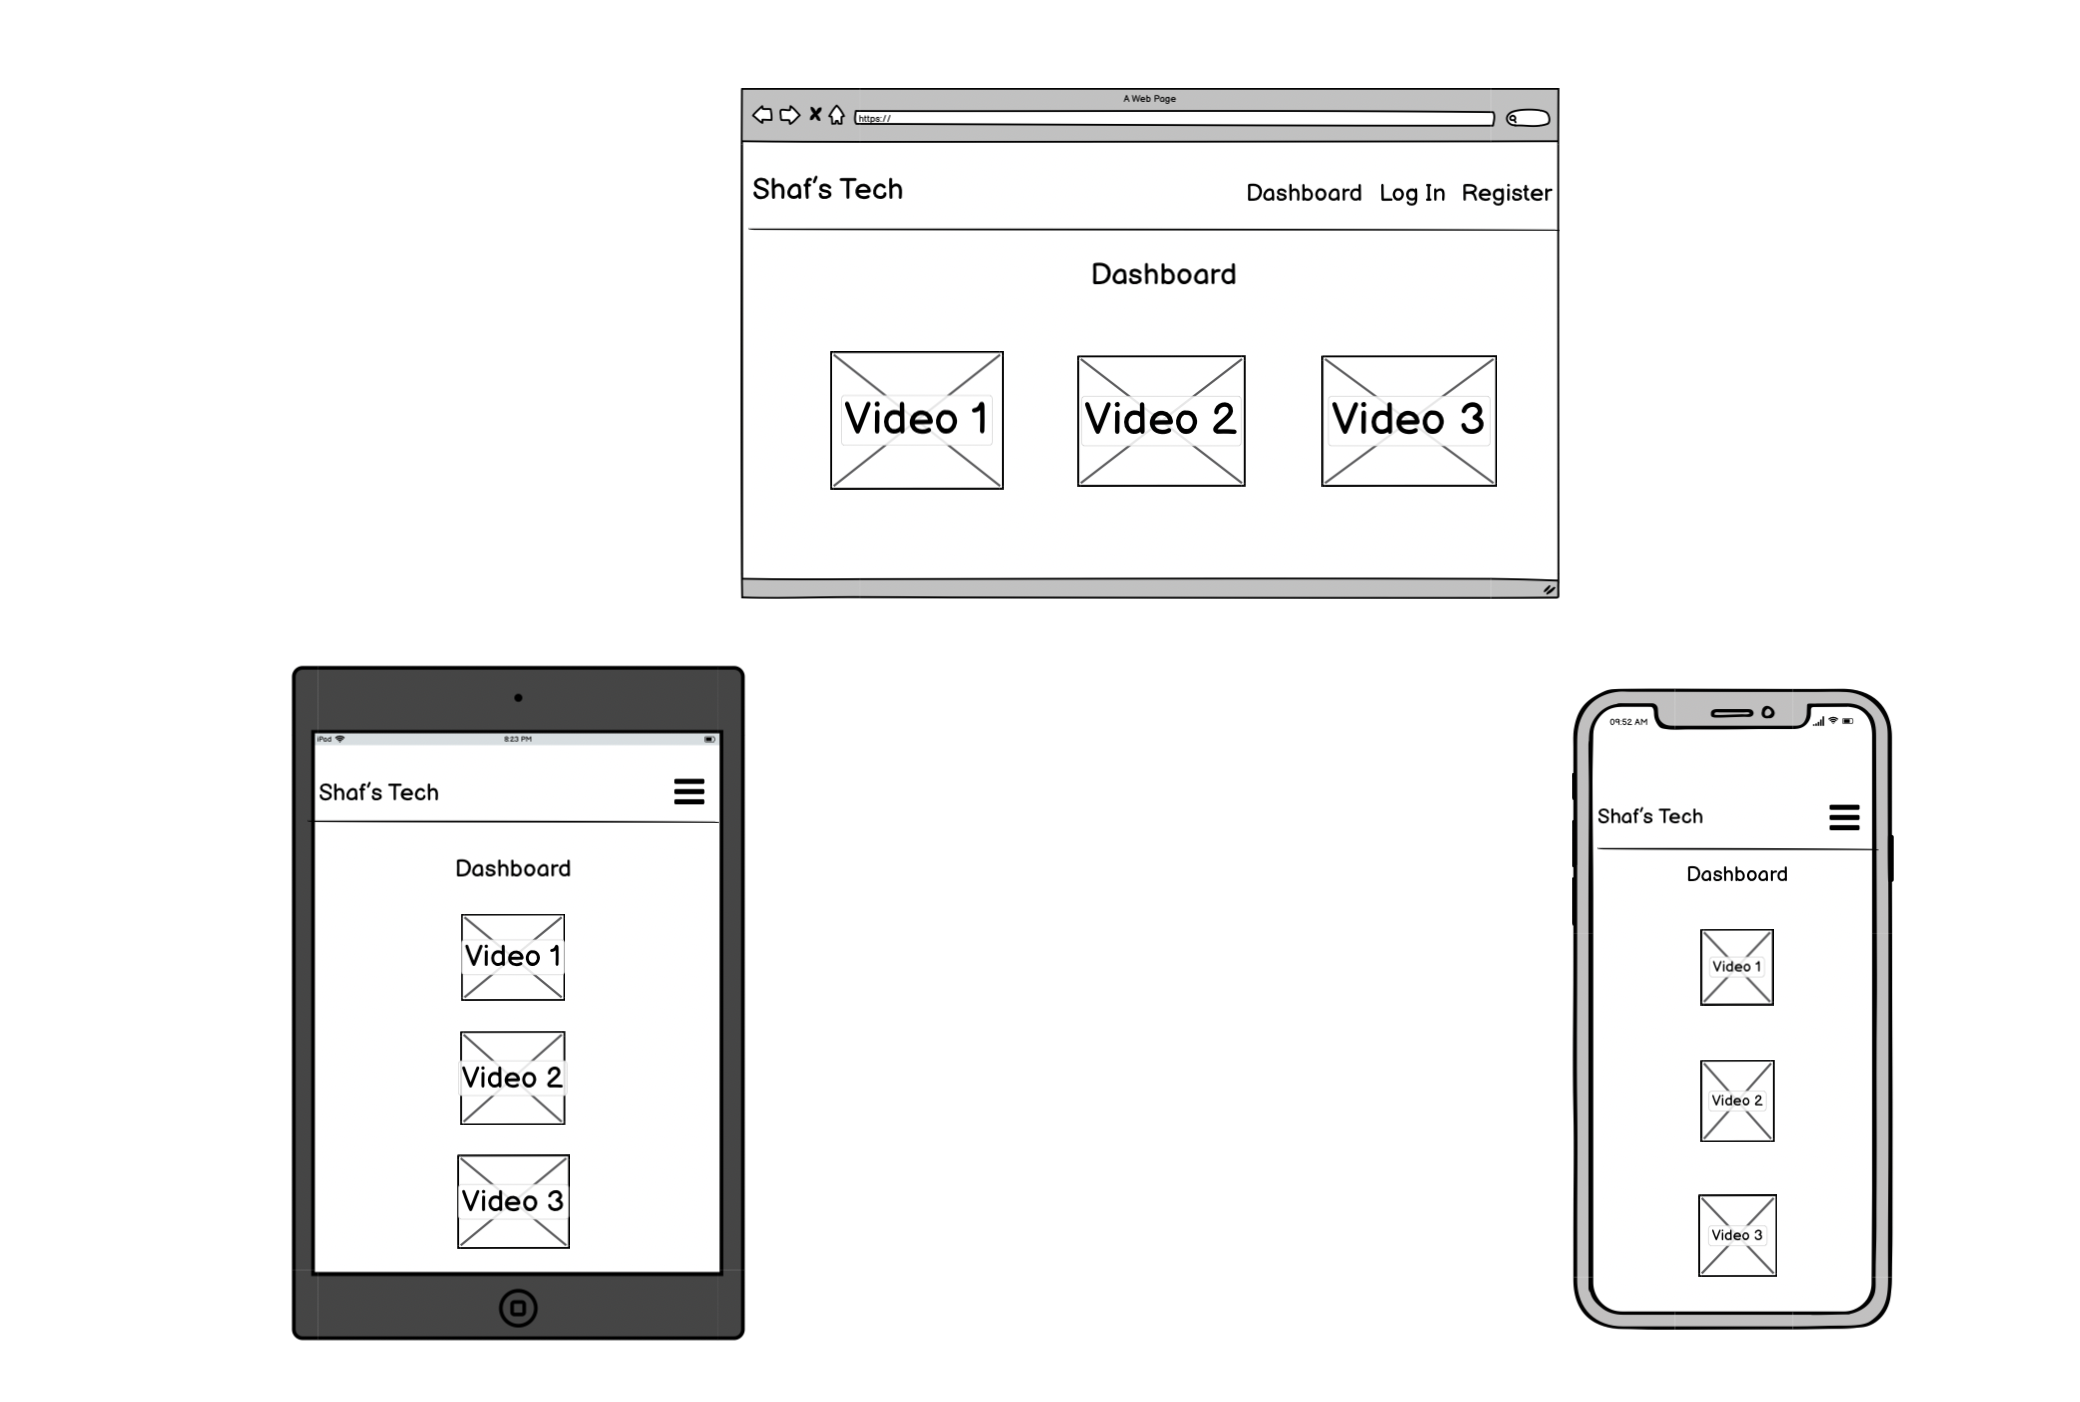 A Web Page
https://
Shaf's Tech
Dashboard Log In Register
Dashboard
Video 1 Video 2 Video 3
iPad 8:23 PM
Shaf's Tech
Dashboard
Video 1
Video 2
Video 3
09:52 AM
Shaf's Tech
Dashboard
Video 1
Video 2
Video 3